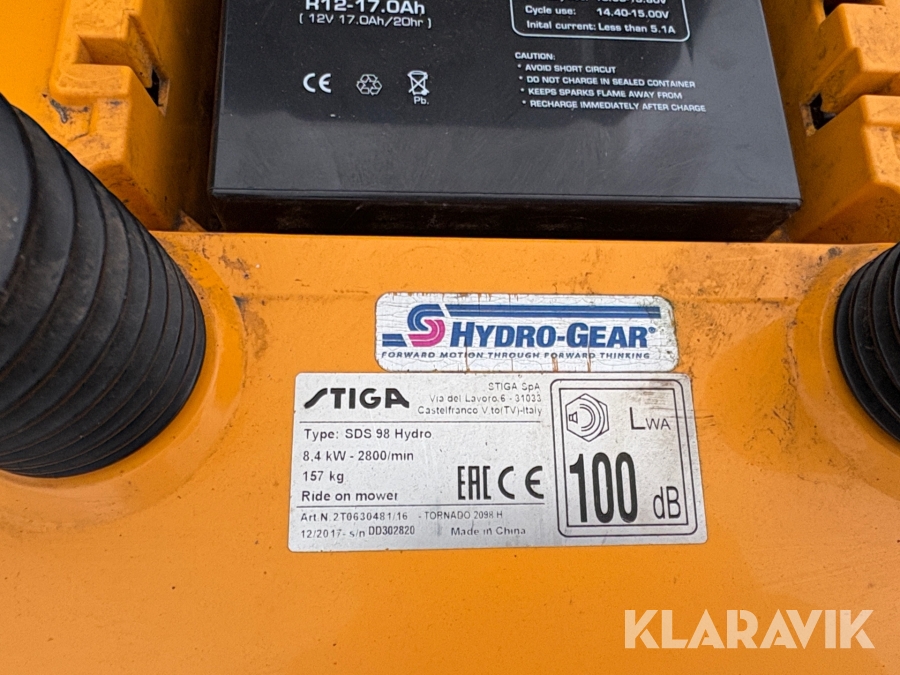 12-17.0Ah
( 12V 17.0Ah/20hr )
Cycle use: 14.40-15.00V
Inital current: Less than 5.1A
CAUTION:
* AVOID SHORT CIRCUIT
* DO NOT CHARGE IN SEALED CONTAINER
* KEEPS SPARKS FLAME AWAY FROM
* RECHARGE IMMEDIATELY AFTER CHARGE
CE
Pb.
HYDRO-GEAR®
FORWARD MOTION THROUGH FORWARD THINKING
STIGA
STIGA SpA
Via del Lavoro, 6 - 31033
Castelfranco V.to(TV)-Italy
Type: SDS 98 Hydro
8,4 kW - 2800/min
157 kg
Ride on mower
EAC CE
Art.N. 2T0630481/16 - TORNADO 2098 H
12/2017- s/n DD302820 Made in China
LWA
100 dB
KLARAVIK